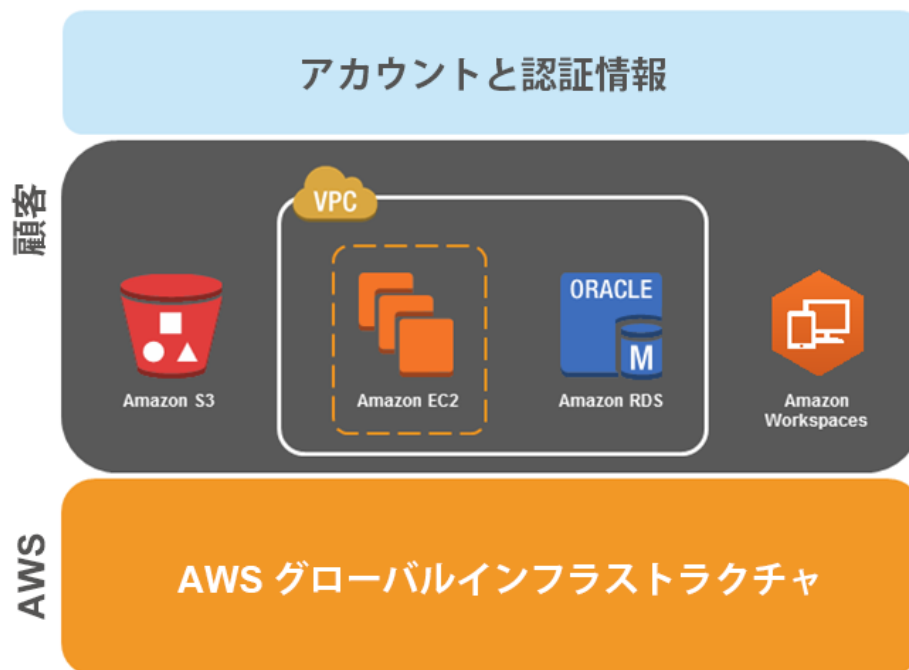 アカウントと認証情報
顧客
VPC
ORACLE
M
Amazon S3
Amazon EC2
Amazon RDS
Amazon
Workspaces
AWS
AWS グローバルインフラストラクチャ